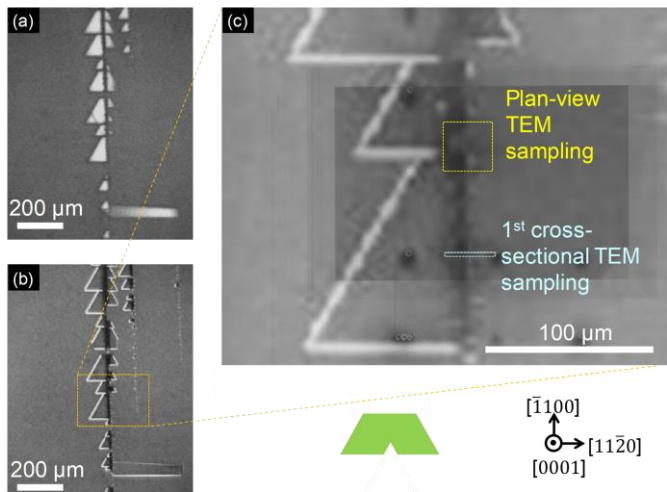 (a)
200 µm
(b)
200 µm
(c)
Plan-view
TEM
sampling
1st cross-
sectional TEM
sampling
100 µm
[1̅100]
[112̅0]
[0001]